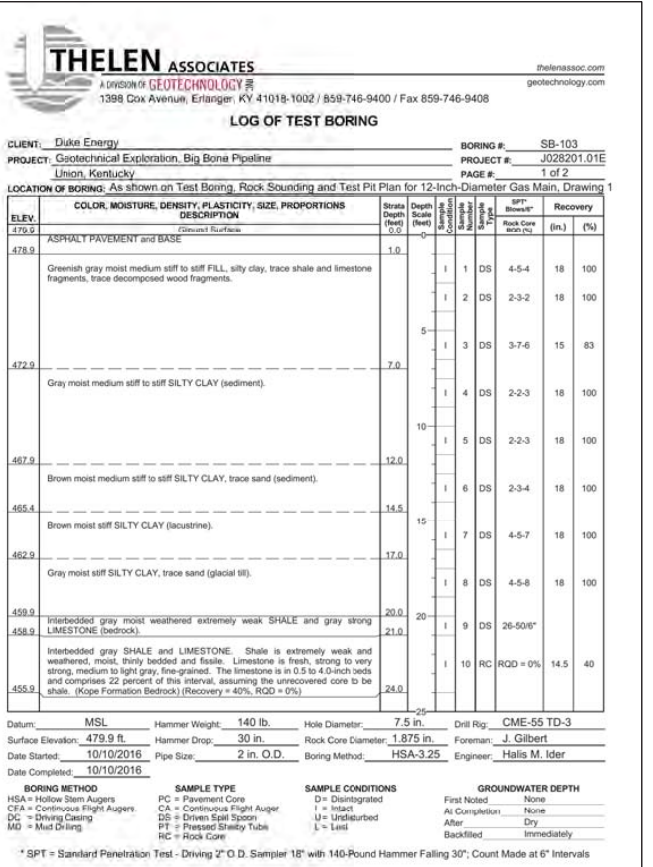 THELEN ASSOCIATES
A DIVISION OF GEOTECHNOLOGY INC
thelenassoc.com
geotechnology.com
1398 Cox Avenue, Erlanger, KY 41018-1002 / 859-746-9400 / Fax 859-746-9408
LOG OF TEST BORING
CLIENT: Duke Energy BORING #: SB-103
PROJECT: Geotechnical Exploration, Big Bone Pipeline PROJECT #: J028201.01E
Union, Kentucky PAGE #: 1 of 2
LOCATION OF BORING: As shown on Test Boring, Rock Sounding and Test Pit Plan for 12-Inch-Diameter Gas Main, Drawing 1
ELEV. COLOR, MOISTURE, DENSITY, PLASTICITY, SIZE, PROPORTIONS DESCRIPTION Strata Depth (feet) Depth Scale (feet) Sample Condition Sample Number Sample Type SPT* Blows/6" Rock Core RQD (%) Recovery (in.) (%)
479.9 Ground Surface 0.0 0
ASPHALT PAVEMENT and BASE
478.9 1.0
Greenish gray moist medium stiff to stiff FILL, silty clay, trace shale and limestone I 1 DS 4-5-4 18 100
fragments, trace decomposed wood fragments.
I 2 DS 2-3-2 18 100
5
I 3 DS 3-7-6 15 83
472.9 7.0
Gray moist medium stiff to stiff SILTY CLAY (sediment).
I 4 DS 2-2-3 18 100
10
I 5 DS 2-2-3 18 100
467.9 12.0
Brown moist medium stiff to stiff SILTY CLAY, trace sand (sediment).
I 6 DS 2-3-4 18 100
465.4 14.5
Brown moist stiff SILTY CLAY (lacustrine). 15
I 7 DS 4-5-7 18 100
462.9 17.0
Gray moist stiff SILTY CLAY, trace sand (glacial till).
I 8 DS 4-5-8 18 100
459.9 20.0 20
Interbedded gray moist weathered extremely weak SHALE and gray strong I 9 DS 26-50/6"
458.9 LIMESTONE (bedrock). 21.0
Interbedded gray SHALE and LIMESTONE. Shale is extremely weak and
weathered, moist, thinly bedded and fissile. Limestone is fresh, strong to very I 10 RC RQD = 0% 14.5 40
strong, medium to light gray, fine-grained. The limestone is in 0.5 to 4.0-inch beds
and comprises 22 percent of this interval, assuming the unrecovered core to be
455.9 shale. (Kope Formation Bedrock) (Recovery = 40%, RQD = 0%) 24.0
25
Datum: MSL Hammer Weight: 140 lb. Hole Diameter: 7.5 in. Drill Rig: CME-55 TD-3
Surface Elevation: 479.9 ft. Hammer Drop: 30 in. Rock Core Diameter: 1.875 in. Foreman: J. Gilbert
Date Started: 10/10/2016 Pipe Size: 2 in. O.D. Boring Method: HSA-3.25 Engineer: Halis M. Ider
Date Completed: 10/10/2016
BORING METHOD SAMPLE TYPE SAMPLE CONDITIONS GROUNDWATER DEPTH
HSA = Hollow Stem Augers PC = Pavement Core D = Disintegrated First Noted None
CFA = Continuous Flight Augers CA = Continuous Flight Auger I = Intact At Completion None
DC = Driving Casing DS = Driven Split Spoon U = Undisturbed After Dry
MD = Mud Drilling PT = Pressed Shelby Tube L = Lost Backfilled Immediately
RC = Rock Core
* SPT = Standard Penetration Test - Driving 2" O.D. Sampler 18" with 140-Pound Hammer Falling 30"; Count Made at 6" Intervals